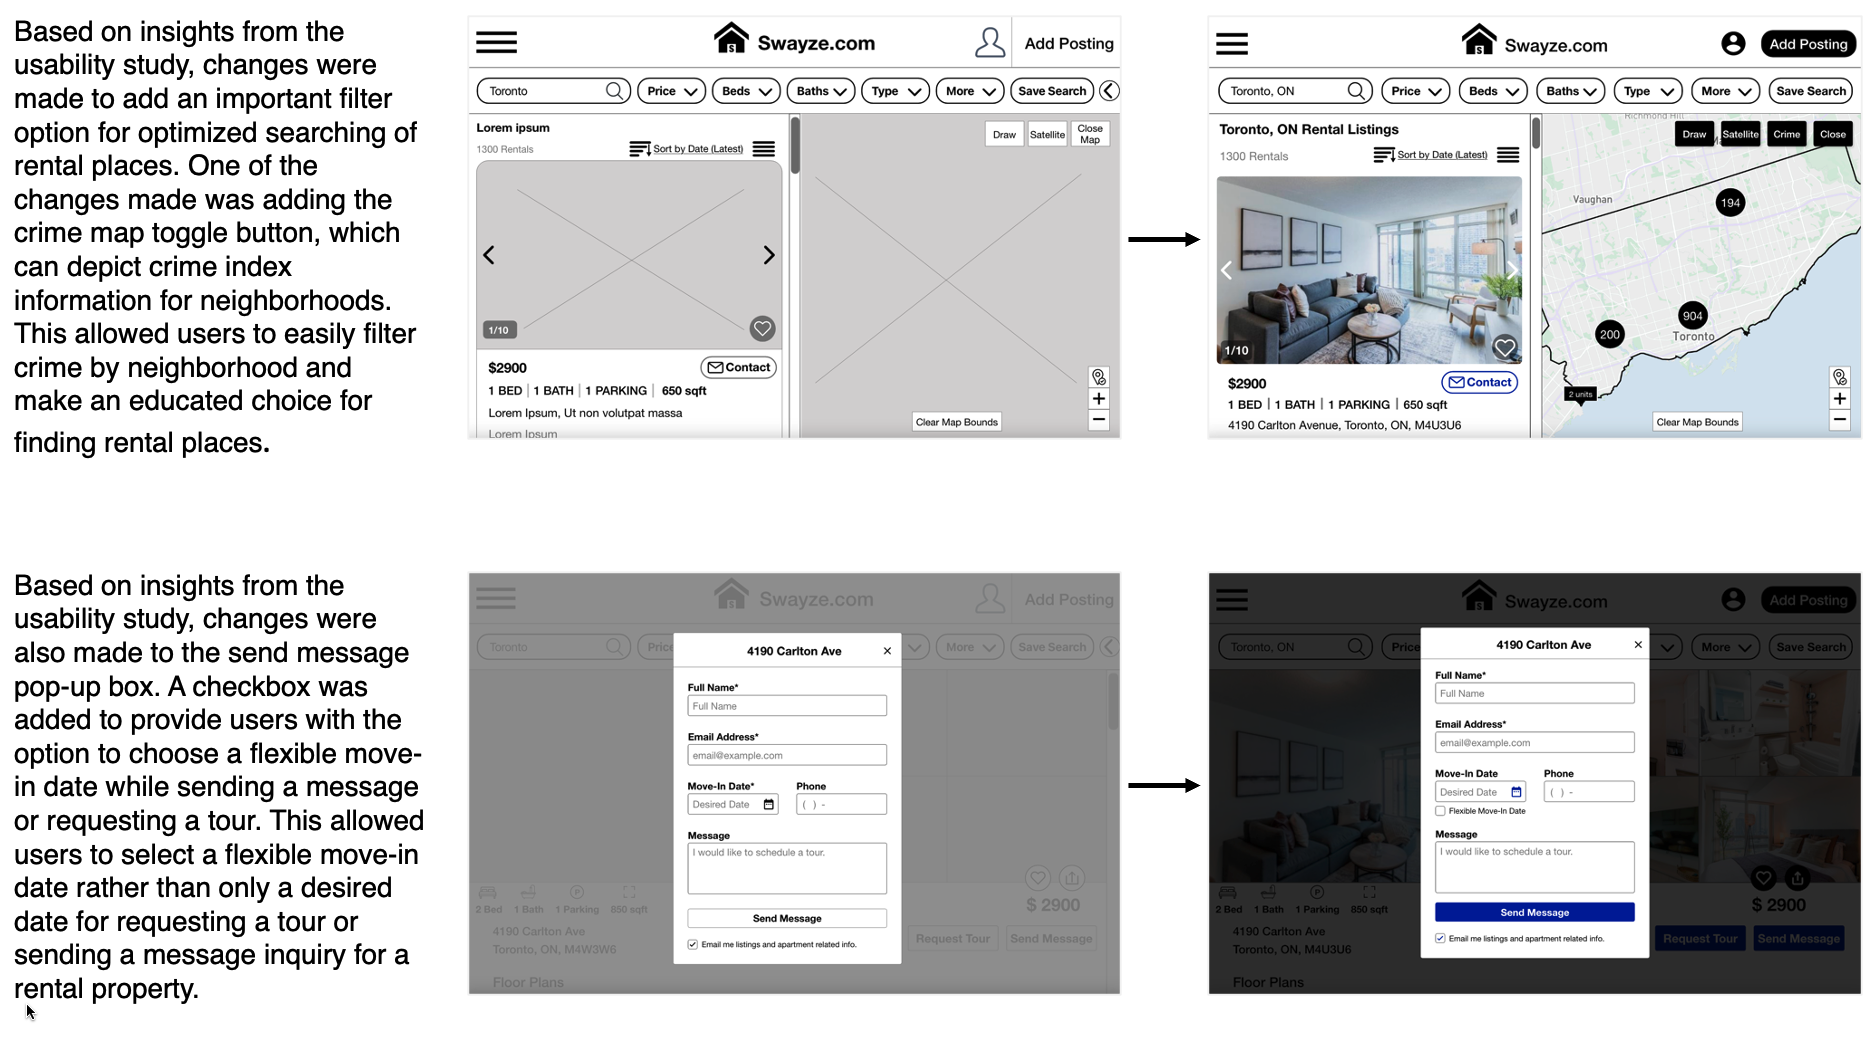 Based on insights from the
usability study, changes were
made to add an important filter
option for optimized searching of
rental places. One of the
changes made was adding the
crime map toggle button, which
can depict crime index
information for neighborhoods.
This allowed users to easily filter
crime by neighborhood and
make an educated choice for
finding rental places.
Swayze.com
Add Posting
Toronto
Price
Beds
Baths
Type
More
Save Search
Lorem ipsum
1300 Rentals
Sort by Date (Latest)
Draw
Satellite
Close
Map
1/10
$2900
Contact
1 BED | 1 BATH | 1 PARKING | 650 sqft
Lorem Ipsum, Ut non volutpat massa
Lorem Ipsum
Clear Map Bounds
+
−
Swayze.com
Add Posting
Toronto, ON
Price
Beds
Baths
Type
More
Save Search
Toronto, ON Rental Listings
1300 Rentals
Sort by Date (Latest)
Richmond Hill
Draw
Satellite
Crime
Close
Vaughan
194
904
200
Toronto
2 units
1/10
$2900
Contact
1 BED | 1 BATH | 1 PARKING | 650 sqft
4190 Carlton Avenue, Toronto, ON, M4U3U6
Clear Map Bounds
+
−
Based on insights from the
usability study, changes were
also made to the send message
pop-up box. A checkbox was
added to provide users with the
option to choose a flexible move-
in date while sending a message
or requesting a tour. This allowed
users to select a flexible move-in
date rather than only a desired
date for requesting a tour or
sending a message inquiry for a
rental property.
Swayze.com
Add Posting
Toronto
Price
More
Save Search
4190 Carlton Ave
×
Full Name*
Full Name
Email Address*
email@example.com
Move-In Date*
Phone
Desired Date
( ) -
Message
I would like to schedule a tour.
Send Message
Email me listings and apartment related info.
2 Bed
1 Bath
1 Parking
650 sqft
$ 2900
4190 Carlton Ave
Toronto, ON, M4W3W6
Request Tour
Send Message
Floor Plans
Swayze.com
Add Posting
Toronto, ON
Price
More
Save Search
4190 Carlton Ave
×
Full Name*
Full Name
Email Address*
email@example.com
Move-In Date
Phone
Desired Date
( ) -
Flexible Move-In Date
Message
I would like to schedule a tour.
Send Message
Email me listings and apartment related info.
2 Bed
1 Bath
1 Parking
650 sqft
$ 2900
4190 Carlton Ave
Toronto, ON, M4U3U6
Request Tour
Send Message
Floor Plans